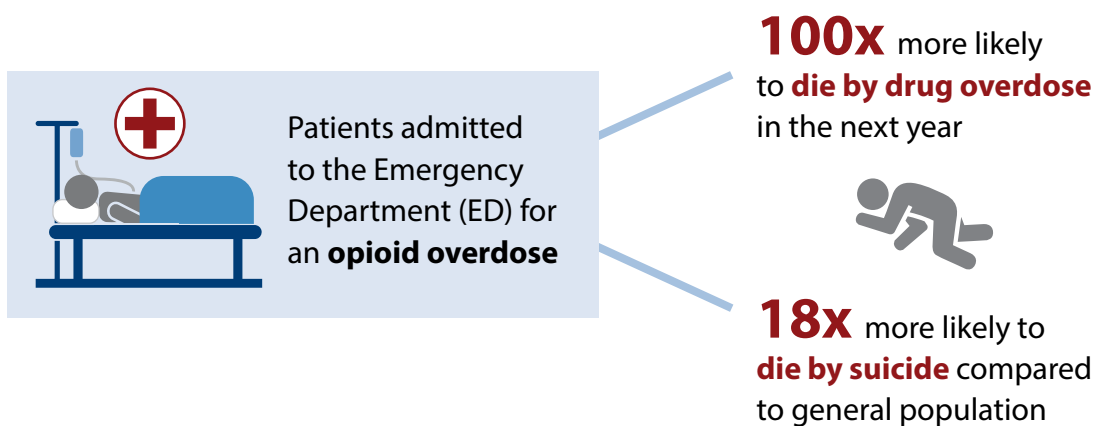 Patients admitted
to the Emergency
Department (ED) for
an opioid overdose
100x more likely
to die by drug overdose
in the next year
18x more likely to
die by suicide compared
to general population